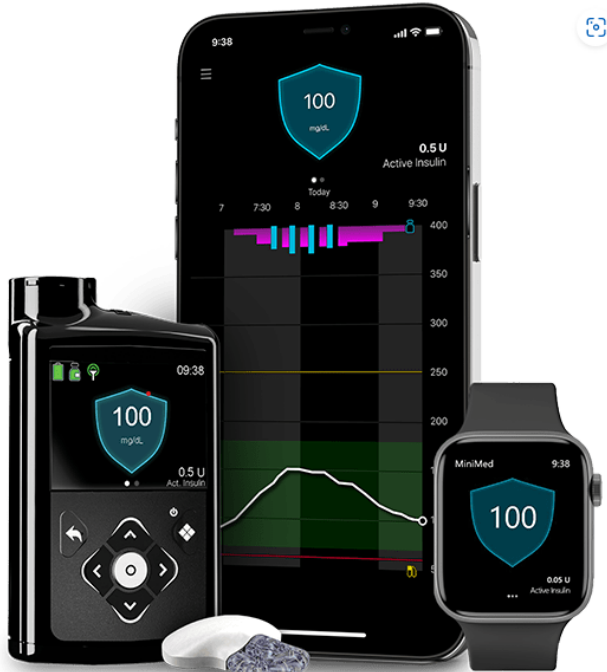 9:38
100
mg/dL
0.5 U
Active Insulin
Today
7 7:30 8 8:30 9 9:30
400
350
300
250
200
09:38
100
mg/dL
0.5 U
Act. Insulin
MiniMed 9:38
100
0.05 U
Active Insulin